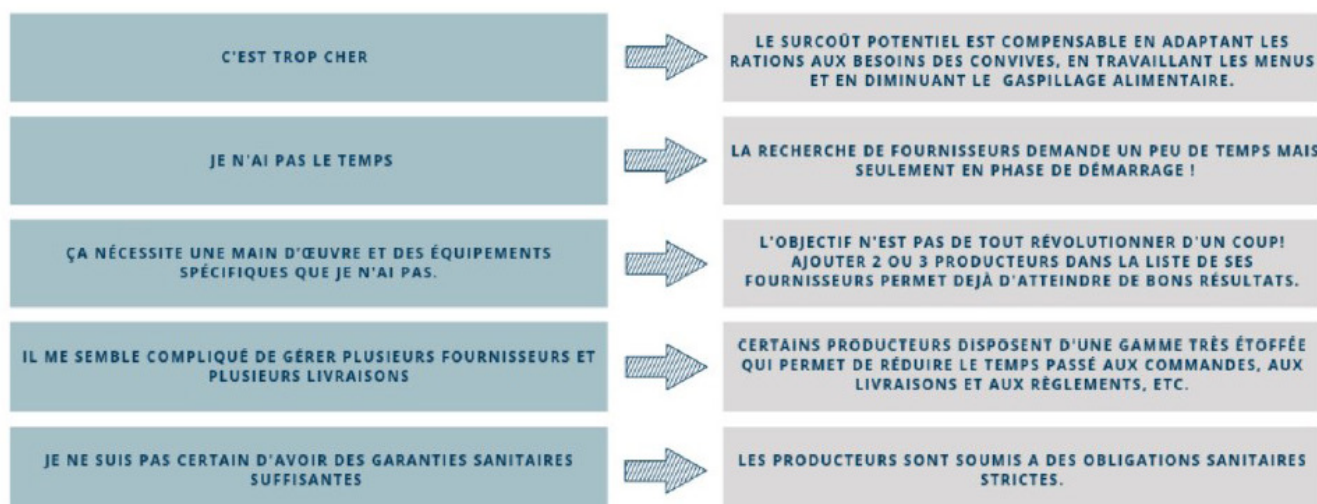 C'EST TROP CHER
LE SURCOÛT POTENTIEL EST COMPENSABLE EN ADAPTANT LES
RATIONS AUX BESOINS DES CONVIVES, EN TRAVAILLANT LES MENUS
ET EN DIMINUANT LE GASPILLAGE ALIMENTAIRE.
JE N'AI PAS LE TEMPS
LA RECHERCHE DE FOURNISSEURS DEMANDE UN PEU DE TEMPS MAIS
SEULEMENT EN PHASE DE DÉMARRAGE !
ÇA NÉCESSITE UNE MAIN D'ŒUVRE ET DES ÉQUIPEMENTS
SPÉCIFIQUES QUE JE N'AI PAS.
L'OBJECTIF N'EST PAS DE TOUT RÉVOLUTIONNER D'UN COUP!
AJOUTER 2 OU 3 PRODUCTEURS DANS LA LISTE DE SES
FOURNISSEURS PERMET DEJÀ D'ATTEINDRE DE BONS RÉSULTATS.
IL ME SEMBLE COMPLIQUÉ DE GÉRER PLUSIEURS FOURNISSEURS ET
PLUSIEURS LIVRAISONS
CERTAINS PRODUCTEURS DISPOSENT D'UNE GAMME TRÈS ÉTOFFÉE
QUI PERMET DE RÉDUIRE LE TEMPS PASSÉ AUX COMMANDES, AUX
LIVRAISONS ET AUX RÈGLEMENTS, ETC.
JE NE SUIS PAS CERTAIN D'AVOIR DES GARANTIES SANITAIRES
SUFFISANTES
LES PRODUCTEURS SONT SOUMIS A DES OBLIGATIONS SANITAIRES
STRICTES.